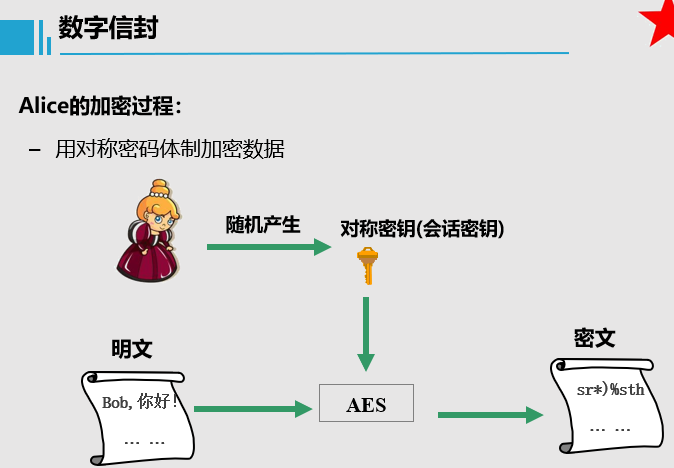 数字信封
Alice的加密过程：
– 用对称密码体制加密数据
随机产生
对称密钥(会话密钥)
明文
密文
Bob,你好!
... ...
AES
sr*)%sth
... ...